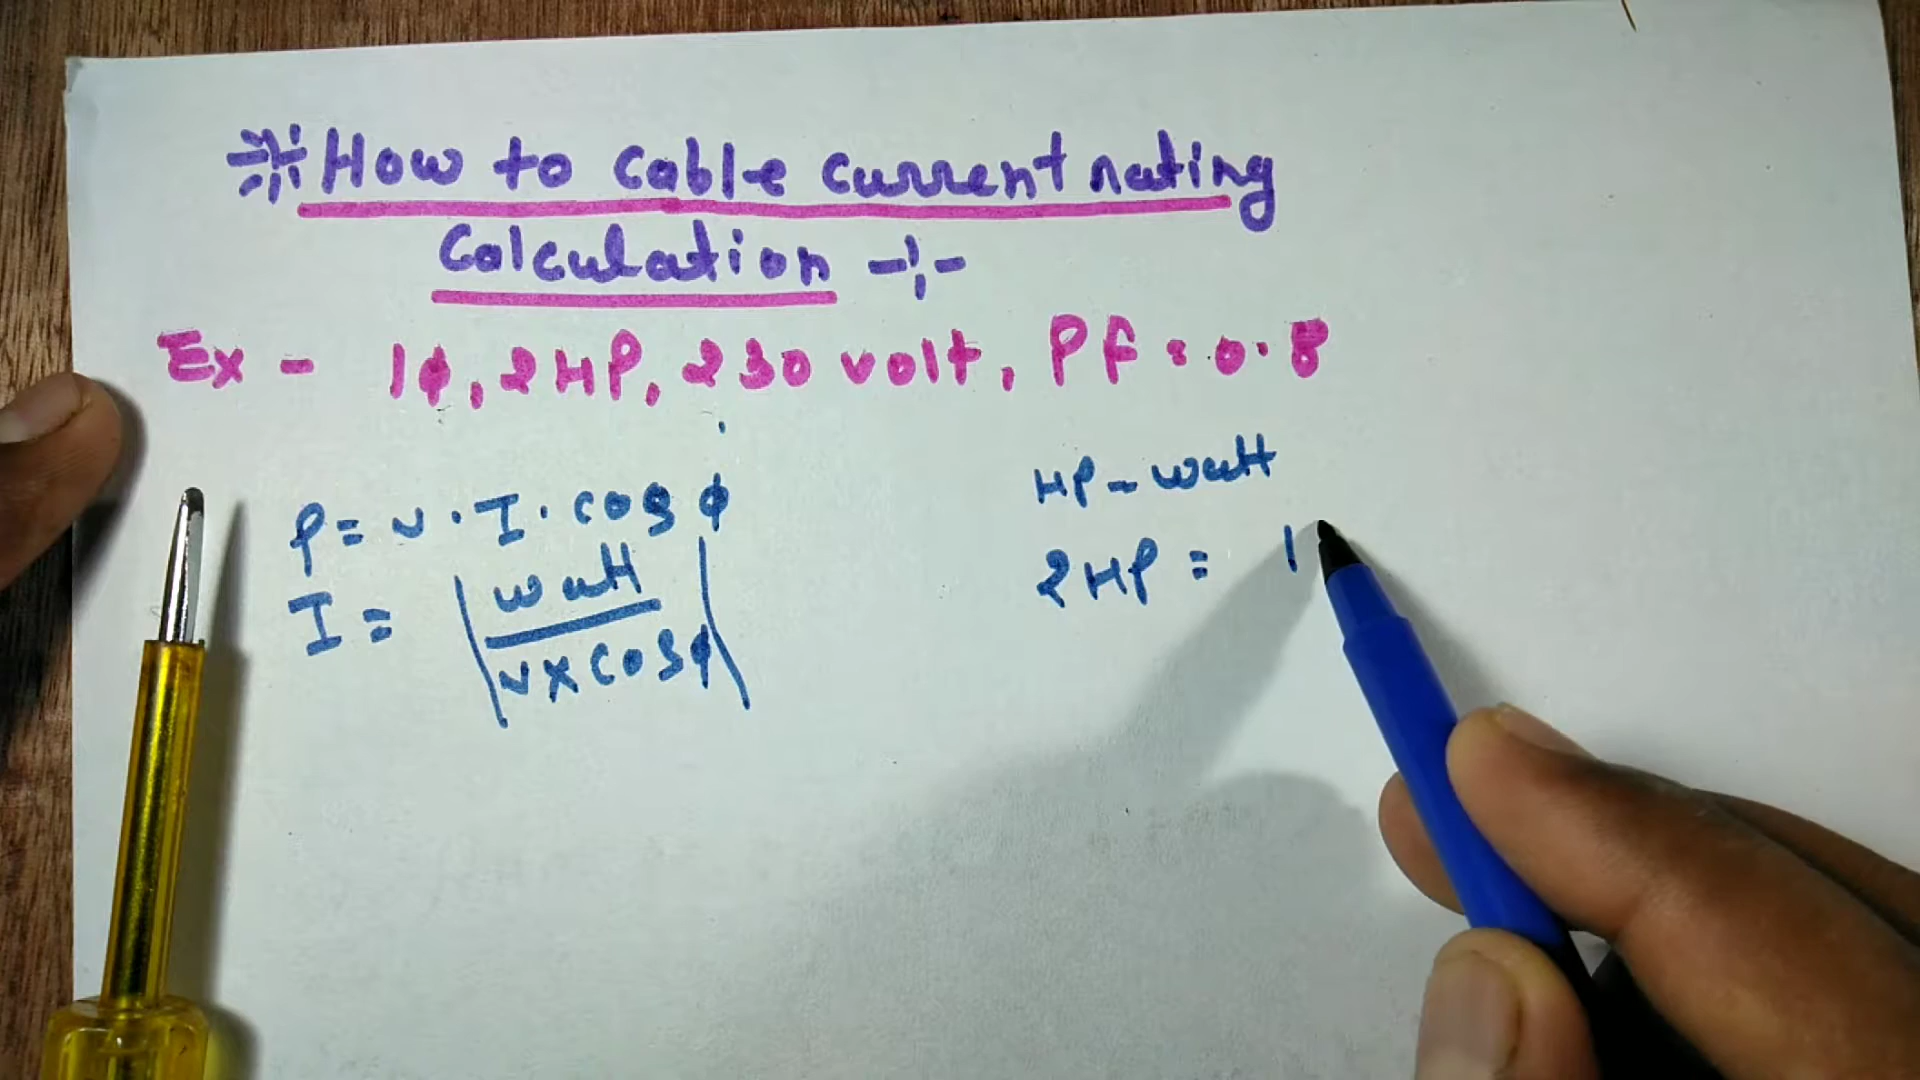 How to cable current rating
Calculation
Ex - 1ϕ, 2HP, 230 volt, PF = 0.8
P = V · I · cos ϕ
I = watt
V x cosϕ
HP - watt
2HP = 1